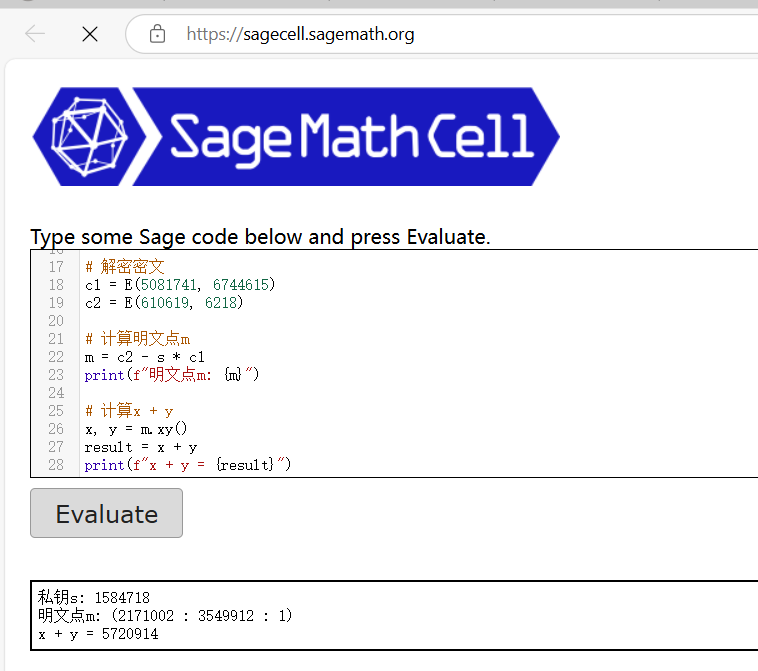 https://sagecell.sagemath.org
Sage Math Cell
Type some Sage code below and press Evaluate.
17 # 解密密文
18 c1 = E(5081741, 6744615)
19 c2 = E(610619, 6218)
20
21 # 计算明文点m
22 m = c2 - s * c1
23 print(f"明文点m: {m}")
24
25 # 计算x + y
26 x, y = m.xy()
27 result = x + y
28 print(f"x + y = {result}")
Evaluate
私钥s: 1584718
明文点m: (2171002 : 3549912 : 1)
x + y = 5720914